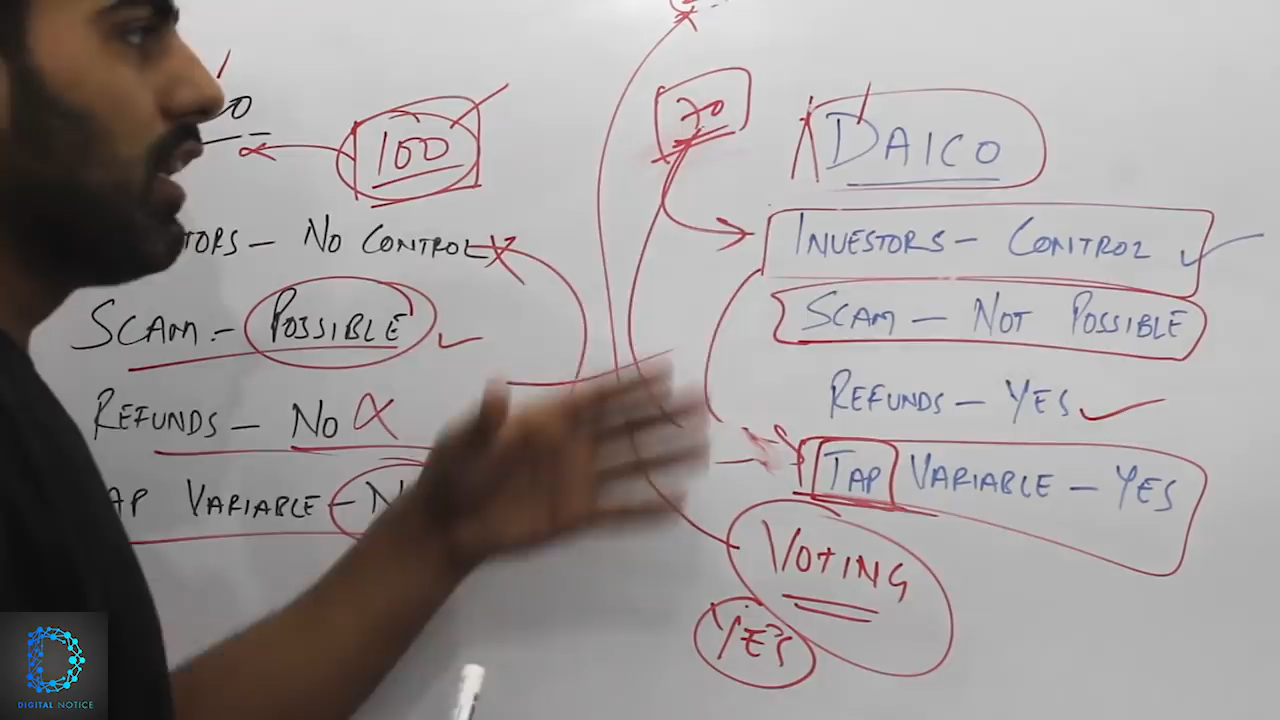 100
TORS - NO CONTROL
SCAM - POSSIBLE
REFUNDS - NO
AP VARIABLE - N
70
DAICO
INVESTORS - CONTROL
SCAM - NOT POSSIBLE
REFUNDS - YES
TAP VARIABLE - YES
VOTING
YES
DIGITAL NOTICE